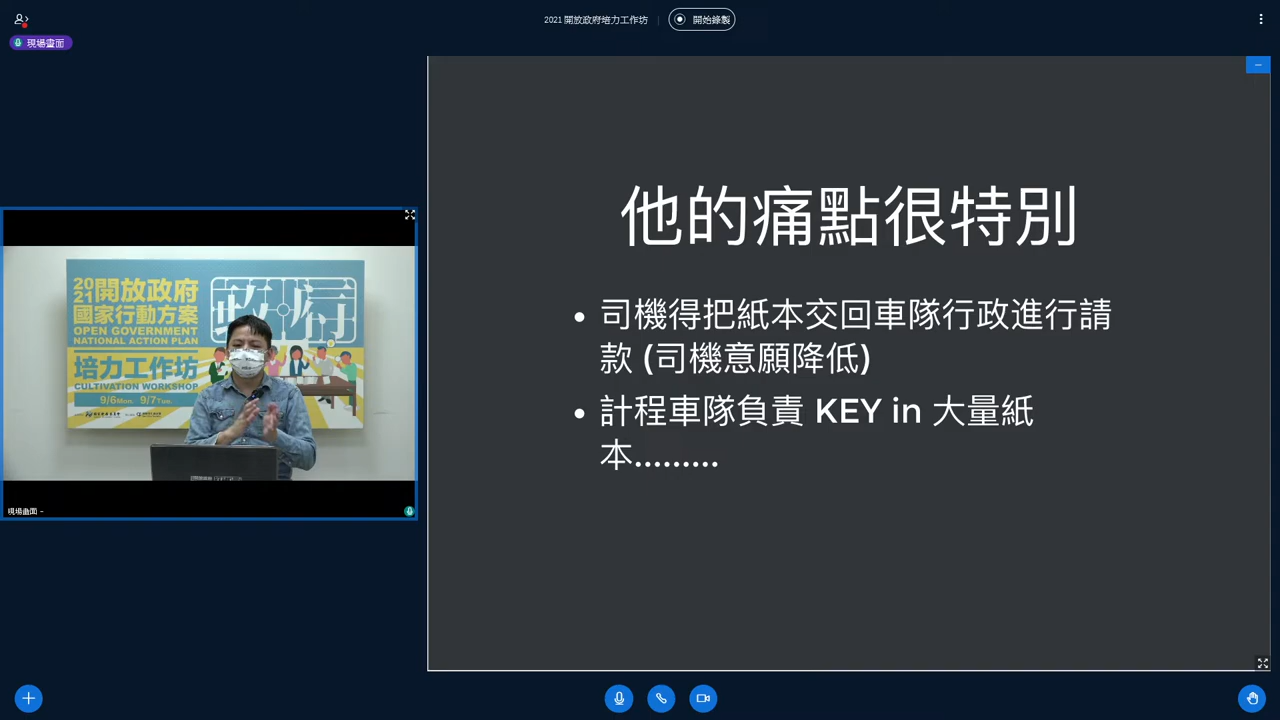 2021 開放政府培力工作坊
開始錄製
現場畫面
他的痛點很特別
司機得把紙本交回車隊行政進行請
款 (司機意願降低)
計程車隊負責 KEY in 大量紙
本.........
2021開放政府
國家行動方案
OPEN GOVERNMENT
NATIONAL ACTION PLAN
培力工作坊
CULTIVATION WORKSHOP
9/6Mon. 9/7Tue.
現場畫面